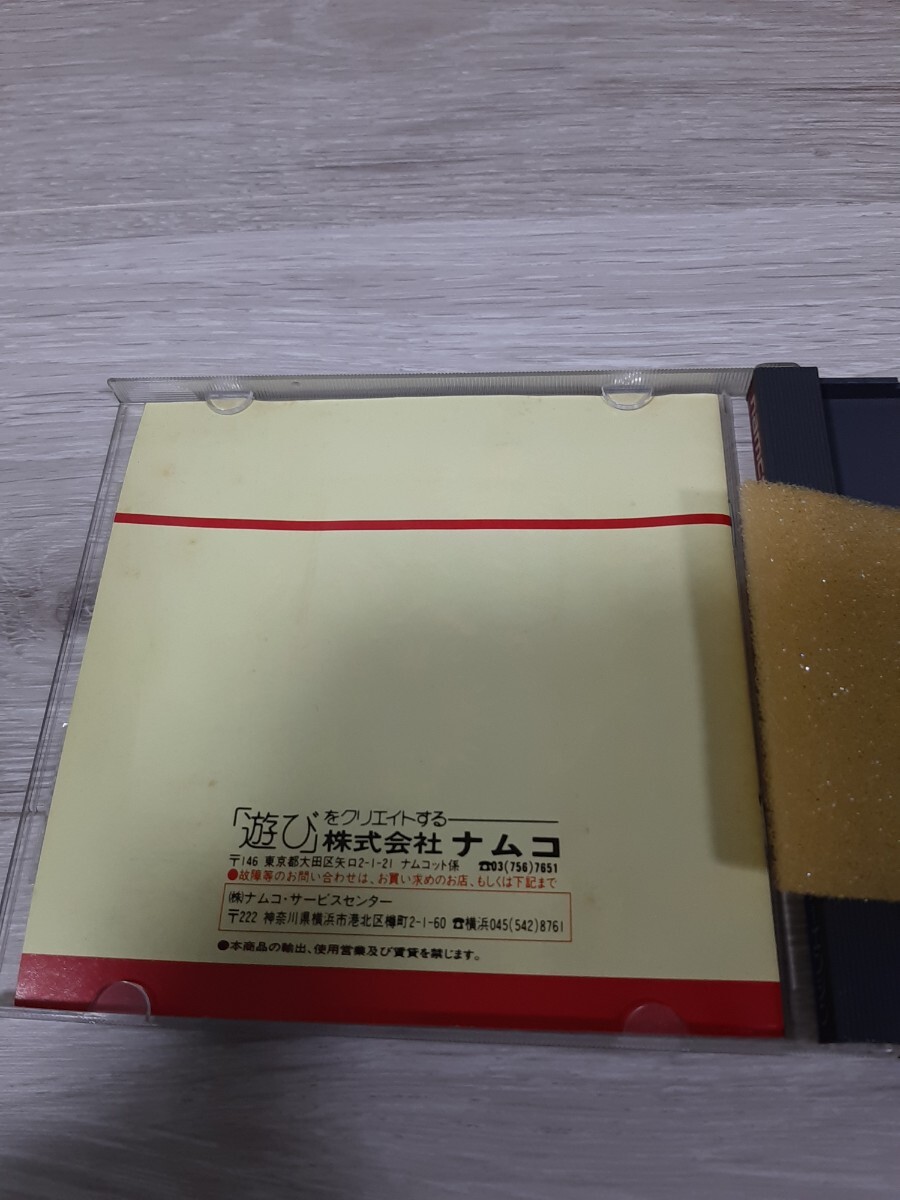 namc
「遊び」をクリエイトする
株式会社 ナムコ
〒146 東京都大田区矢口2-1-21 ナムコット係 ☎03(756)7651
●故障等のお問い合わせは、お買い求めのお店、もしくは下記まで
㈱ナムコ・サービスセンター
〒222 神奈川県横浜市港北区樽町2-1-60 ☎横浜045(542)8761
●本商品の輸出、使用営業及び賃貸を禁じます。